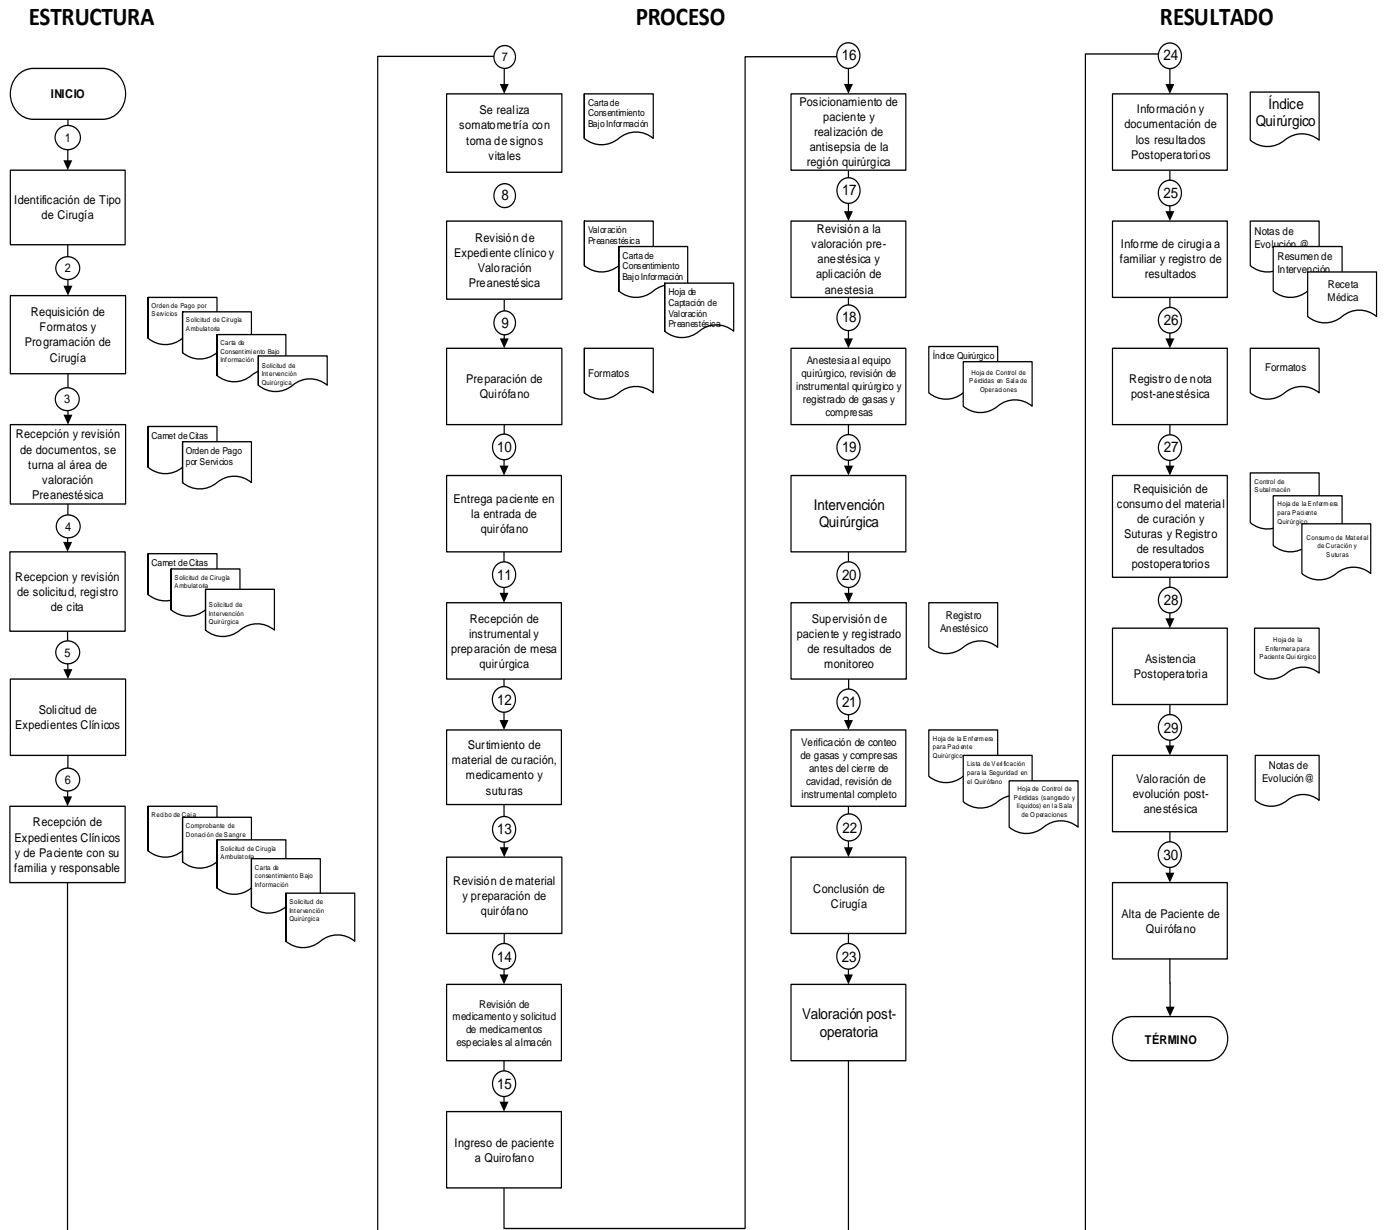 ESTRUCTURA
PROCESO
RESULTADO
INICIO
1
Identificación de Tipo
de Cirugía
2
Requisición de
Formatos y
Programación de
Cirugía
Orden de Pago por
Servicios
Solicitud de Cirugía
Ambulatoria
Carta de
Consentimiento Bajo
Información
Solicitud de
Intervención
Quirúrgica
3
Recepción y revisión
de documentos, se
turna al área de
valoración
Preanestésica
Carnet de Citas
Orden de Pago
por Servicios
4
Recepcion y revisión
de solicitud, registro
de cita
Carnet de Citas
Solicitud de Cirugía
Ambulatoria
Solicitud de
Intervención
Quirúrgica
5
Solicitud de
Expedientes Clínicos
6
Recepción de
Expedientes Clínicos
y de Paciente con su
familia y responsable
Recibo de Caja
Comprobante de
Donación de Sangre
Solicitud de Cirugía
Ambulatoria
Carta de
consentimiento Bajo
Información
Solicitud de
Intervención
Quirúrgica
7
Se realiza
somatometría con
toma de signos
vitales
Carta de
Consentimiento
Bajo Información
8
Revisión de
Expediente clínico y
Valoración
Preanestésica
Valoración
Preanestésica
Carta de
Consentimiento
Bajo Información
Hoja de
Captación de
Valoración
Preanestésica
9
Preparación de
Quirófano
Formatos
10
Entrega paciente en
la entrada de
quirófano
11
Recepción de
instrumental y
preparación de mesa
quirúrgica
12
Surtimiento de
material de curación,
medicamento y
suturas
13
Revisión de material
y preparación de
quirófano
14
Revisión de
medicamento y solicitud
de medicamentos
especiales al almacén
15
Ingreso de paciente
a Quirofano
16
Posicionamiento de
paciente y
realización de
antisepsia de la
región quirúrgica
17
Revisión a la
valoración pre-
anestésica y
aplicación de
anestesia
18
Anestesia al equipo
quirúrgico, revisión de
instrumental quirúrgico y
registrado de gasas y
compresas
Índice Quirúrgico
Hoja de Control de
Pérdidas en Sala de
Operaciones
19
Intervención
Quirúrgica
20
Supervisión de
paciente y registrado
de resultados de
monitoreo
Registro
Anestésico
21
Verificación de conteo
de gasas y compresas
antes del cierre de
cavidad, revisión de
instrumental completo
Hoja de la Enfermera
para Paciente
Quirúrgico
Lista de Verificación
para la Seguridad en
el Quirófano
Hoja de Control de
Pérdidas (sangrado y
líquidos) en la Sala
de Operaciones
22
Conclusión de
Cirugía
23
Valoración post-
operatoria
24
Información y
documentación de
los resultados
Postoperatorios
Índice
Quirúrgico
25
Informe de cirugia a
familiar y registro de
resultados
Notas de
Evolución @
Resumen de
Intervención
Receta
Médica
26
Registro de nota
post-anestésica
Formatos
27
Requisición de
consumo del material
de curación y
Suturas y Registro
de resultados
postoperatorios
Control de
Subalmacén
Hoja de la Enfermera
para Paciente
Quirúrgico
Consumo de Material
de Curación y
Suturas
28
Asistencia
Postoperatoria
Hoja de la
Enfermera para
Paciente Quirúrgico
29
Valoración de
evolución post-
anestésica
Notas de
Evolución@
30
Alta de Paciente de
Quirófano
TÉRMINO